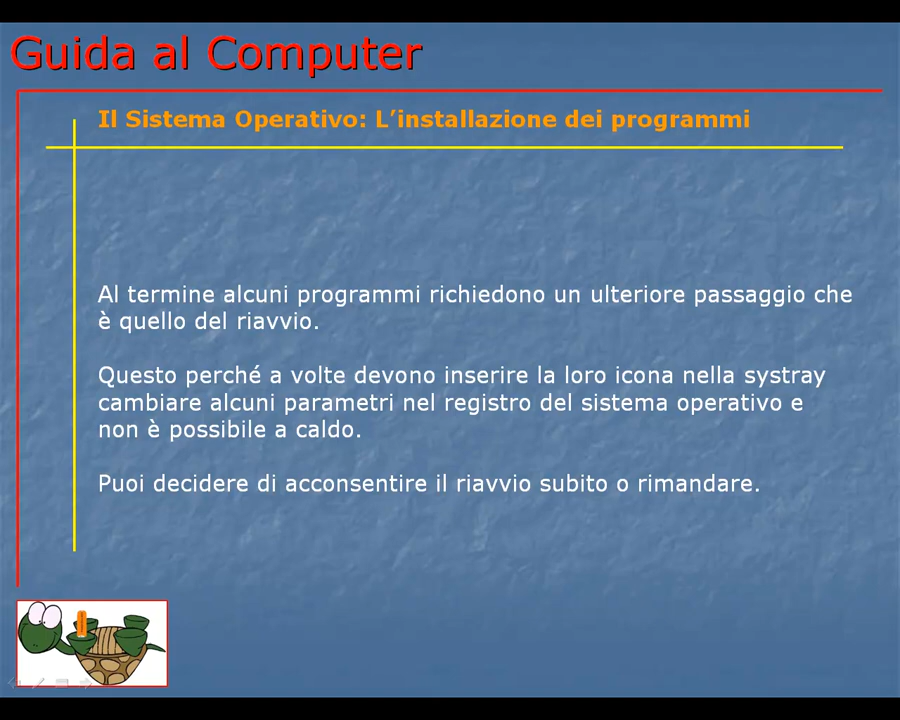 Guida al Computer
Il Sistema Operativo: L’installazione dei programmi
Al termine alcuni programmi richiedono un ulteriore passaggio che
è quello del riavvio.
Questo perché a volte devono inserire la loro icona nella systray
cambiare alcuni parametri nel registro del sistema operativo e
non è possibile a caldo.
Puoi decidere di acconsentire il riavvio subito o rimandare.